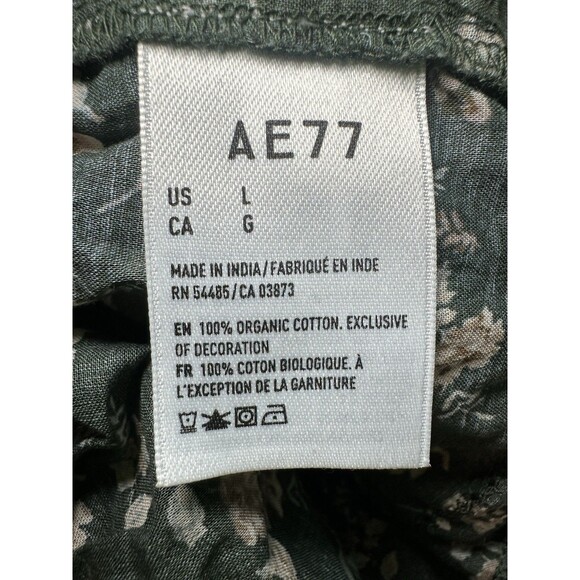 AE77
US L
CA G
MADE IN INDIA/FABRIQUÉ EN INDE
RN 54485/CA 03873
EN 100% ORGANIC COTTON. EXCLUSIVE
OF DECORATION
FR 100% COTON BIOLOGIQUE. À
L'EXCEPTION DE LA GARNITURE